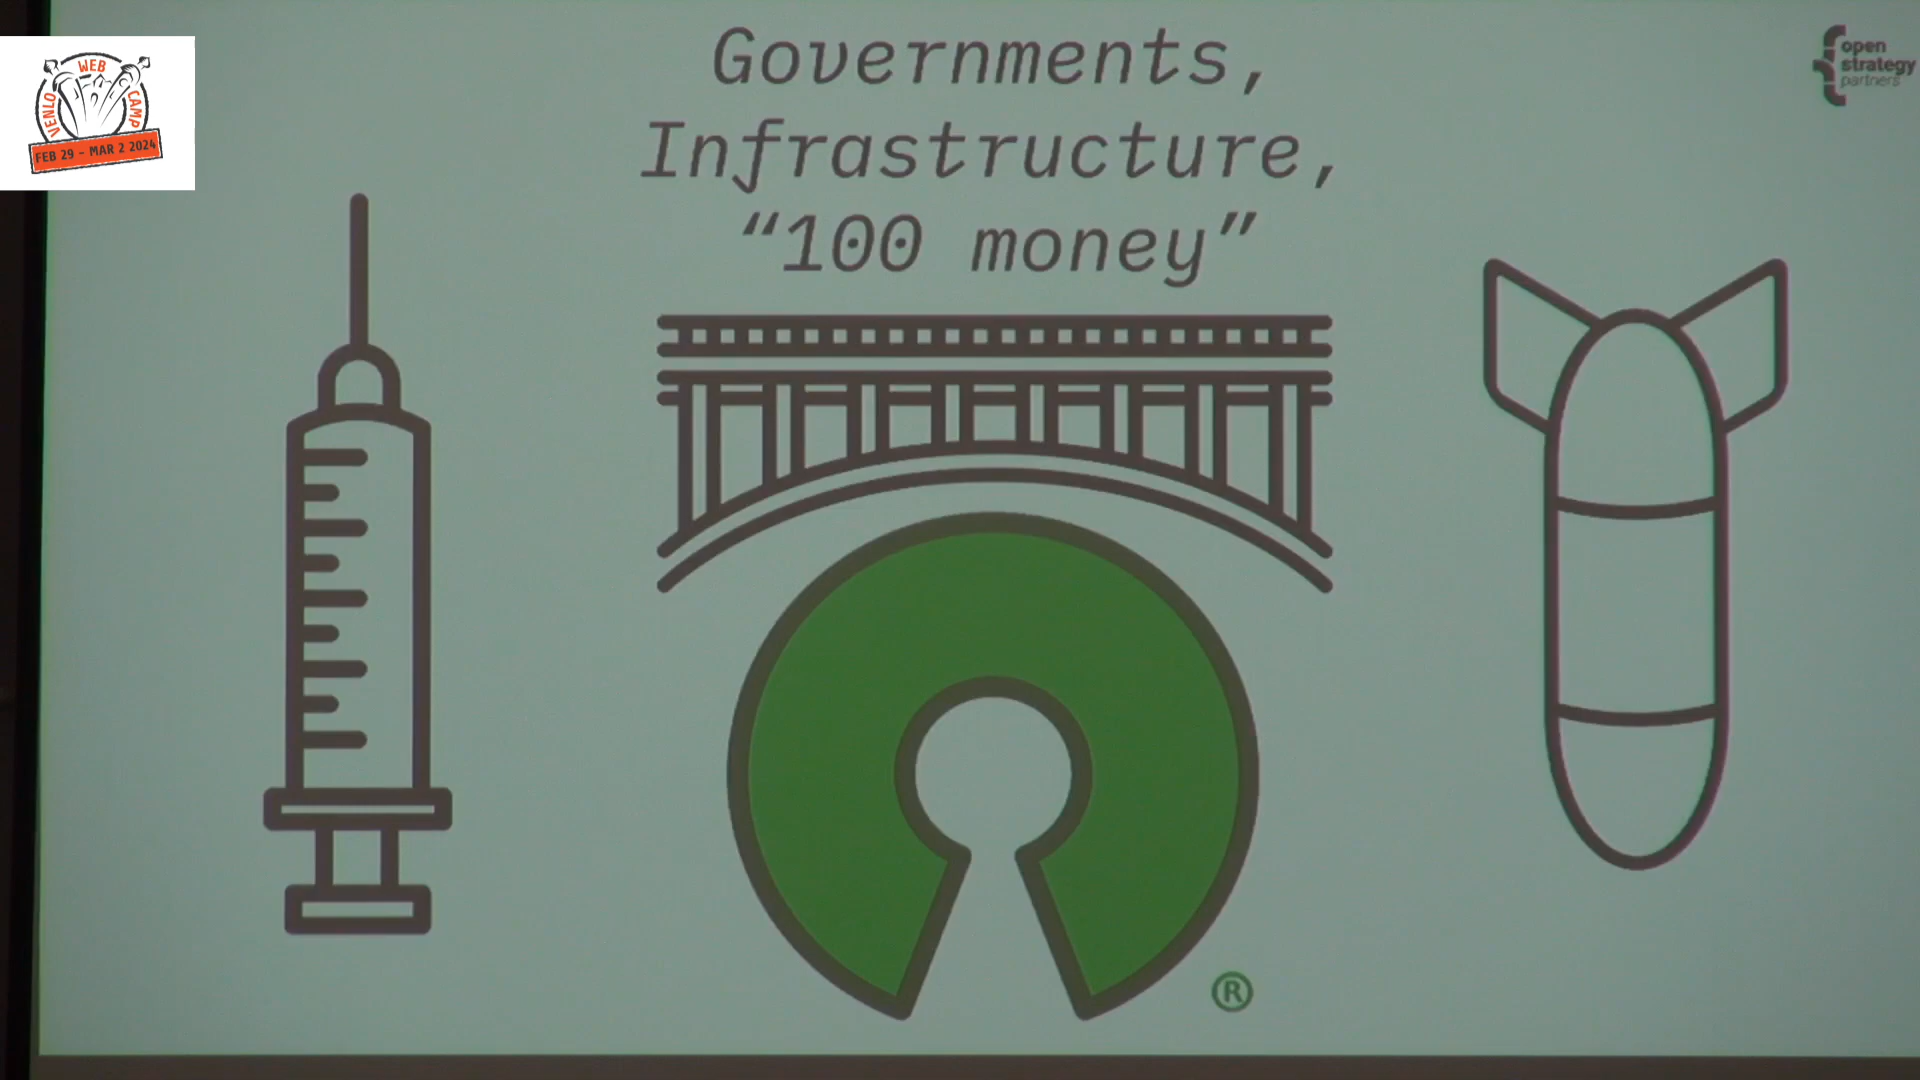 VENLO WEB CAMP
FEB 29 - MAR 2 2024
Governments,
Infrastructure,
“100 money”
open
strategy
partners
®